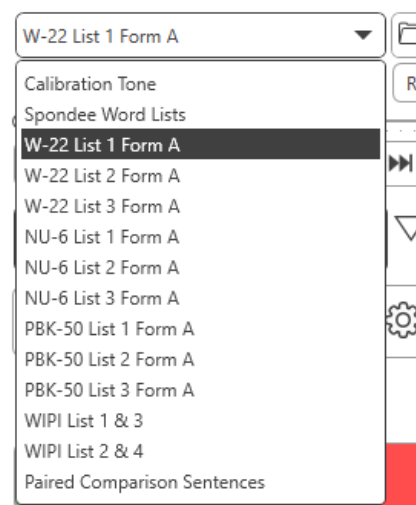 W-22 List 1 Form A
R
Calibration Tone
Spondee Word Lists
W-22 List 1 Form A
W-22 List 2 Form A
W-22 List 3 Form A
NU-6 List 1 Form A
NU-6 List 2 Form A
NU-6 List 3 Form A
PBK-50 List 1 Form A
PBK-50 List 2 Form A
PBK-50 List 3 Form A
WIPI List 1 & 3
WIPI List 2 & 4
Paired Comparison Sentences